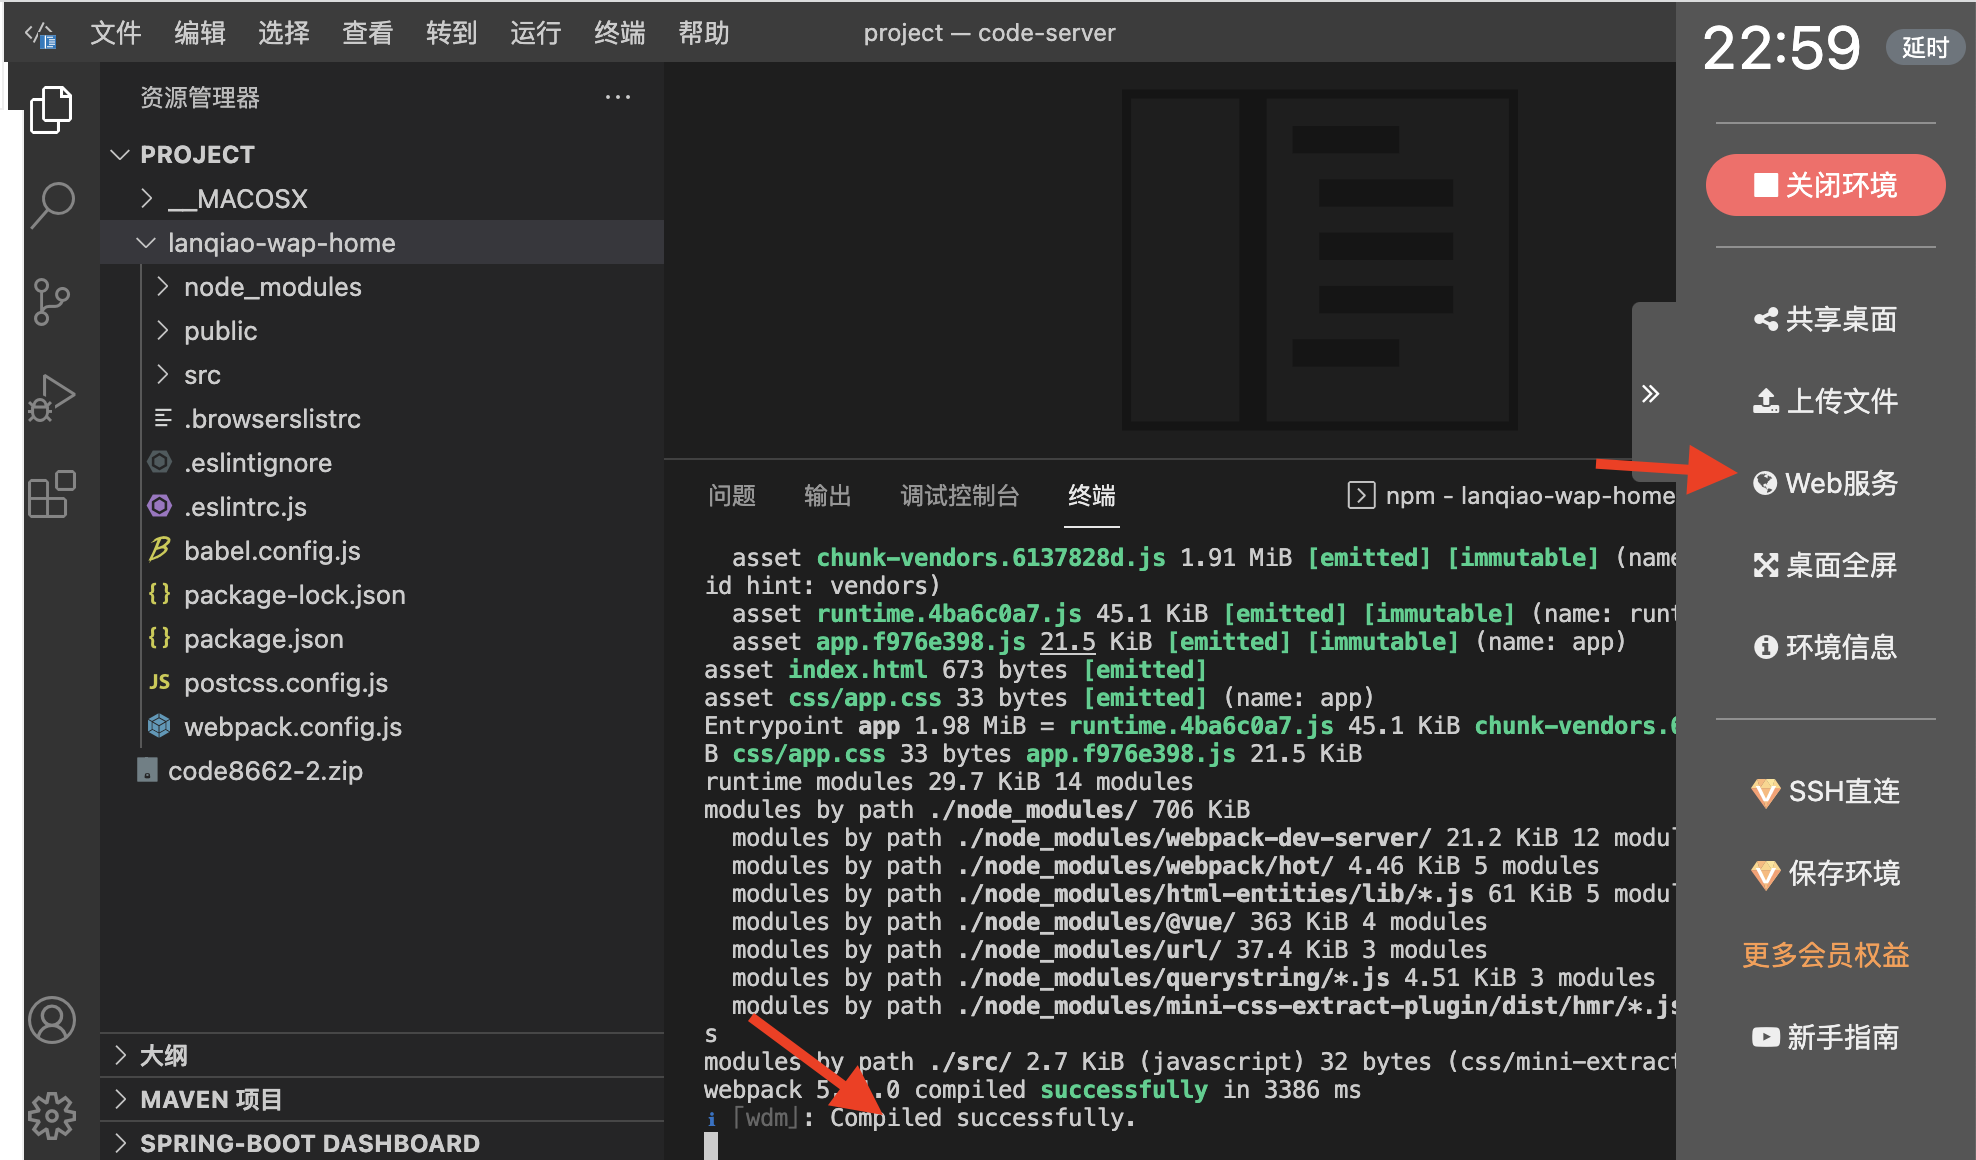 文件 编辑 选择 查看 转到 运行 终端 帮助
project — code-server
22:59 延时
资源管理器
PROJECT
__MACOSX
lanqiao-wap-home
node_modules
public
src
.browserslistrc
.eslintignore
.eslintrc.js
babel.config.js
package-lock.json
package.json
postcss.config.js
webpack.config.js
code8662-2.zip
大纲
MAVEN 项目
SPRING-BOOT DASHBOARD
问题 输出 调试控制台 终端
npm - lanqiao-wap-home
asset chunk-vendors.6137828d.js 1.91 MiB [emitted] [immutable] (name
id hint: vendors)
asset runtime.4ba6c0a7.js 45.1 KiB [emitted] [immutable] (name: runt
asset app.f976e398.js 21.5 KiB [emitted] [immutable] (name: app)
asset index.html 673 bytes [emitted]
asset css/app.css 33 bytes [emitted] (name: app)
Entrypoint app 1.98 MiB = runtime.4ba6c0a7.js 45.1 KiB chunk-vendors.6
B css/app.css 33 bytes app.f976e398.js 21.5 KiB
runtime modules 29.7 KiB 14 modules
modules by path ./node_modules/ 706 KiB
modules by path ./node_modules/webpack-dev-server/ 21.2 KiB 12 modul
modules by path ./node_modules/webpack/hot/ 4.46 KiB 5 modules
modules by path ./node_modules/html-entities/lib/*.js 61 KiB 5 modul
modules by path ./node_modules/@vue/ 363 KiB 4 modules
modules by path ./node_modules/url/ 37.4 KiB 3 modules
modules by path ./node_modules/querystring/*.js 4.51 KiB 3 modules
modules by path ./node_modules/mini-css-extract-plugin/dist/hmr/*.js
s
modules by path ./src/ 2.7 KiB (javascript) 32 bytes (css/mini-extract
webpack compiled successfully in 3386 ms
i ｢wdm｣: Compiled successfully.
关闭环境
共享桌面
上传文件
Web服务
桌面全屏
环境信息
SSH直连
保存环境
更多会员权益
新手指南